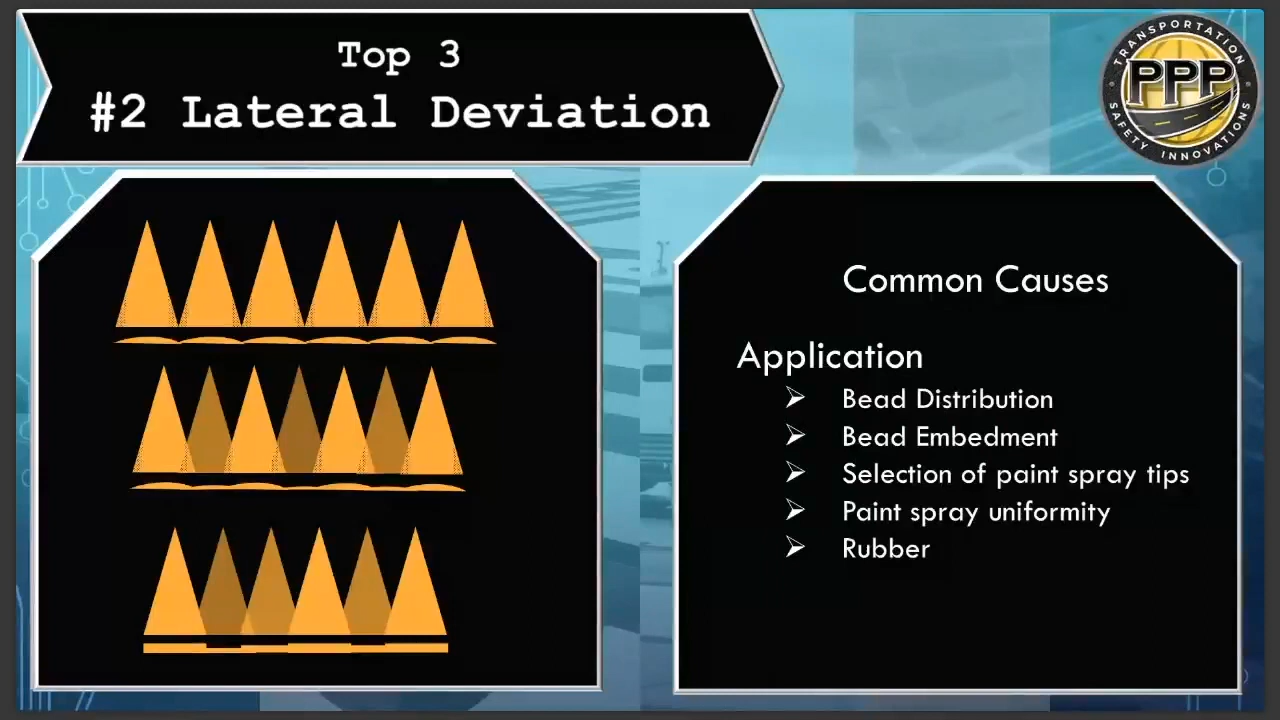 Top 3
#2 Lateral Deviation
TRANSPORTATION
PPP
SAFETY INNOVATIONS
Common Causes
Application
➢ Bead Distribution
➢ Bead Embedment
➢ Selection of paint spray tips
➢ Paint spray uniformity
➢ Rubber